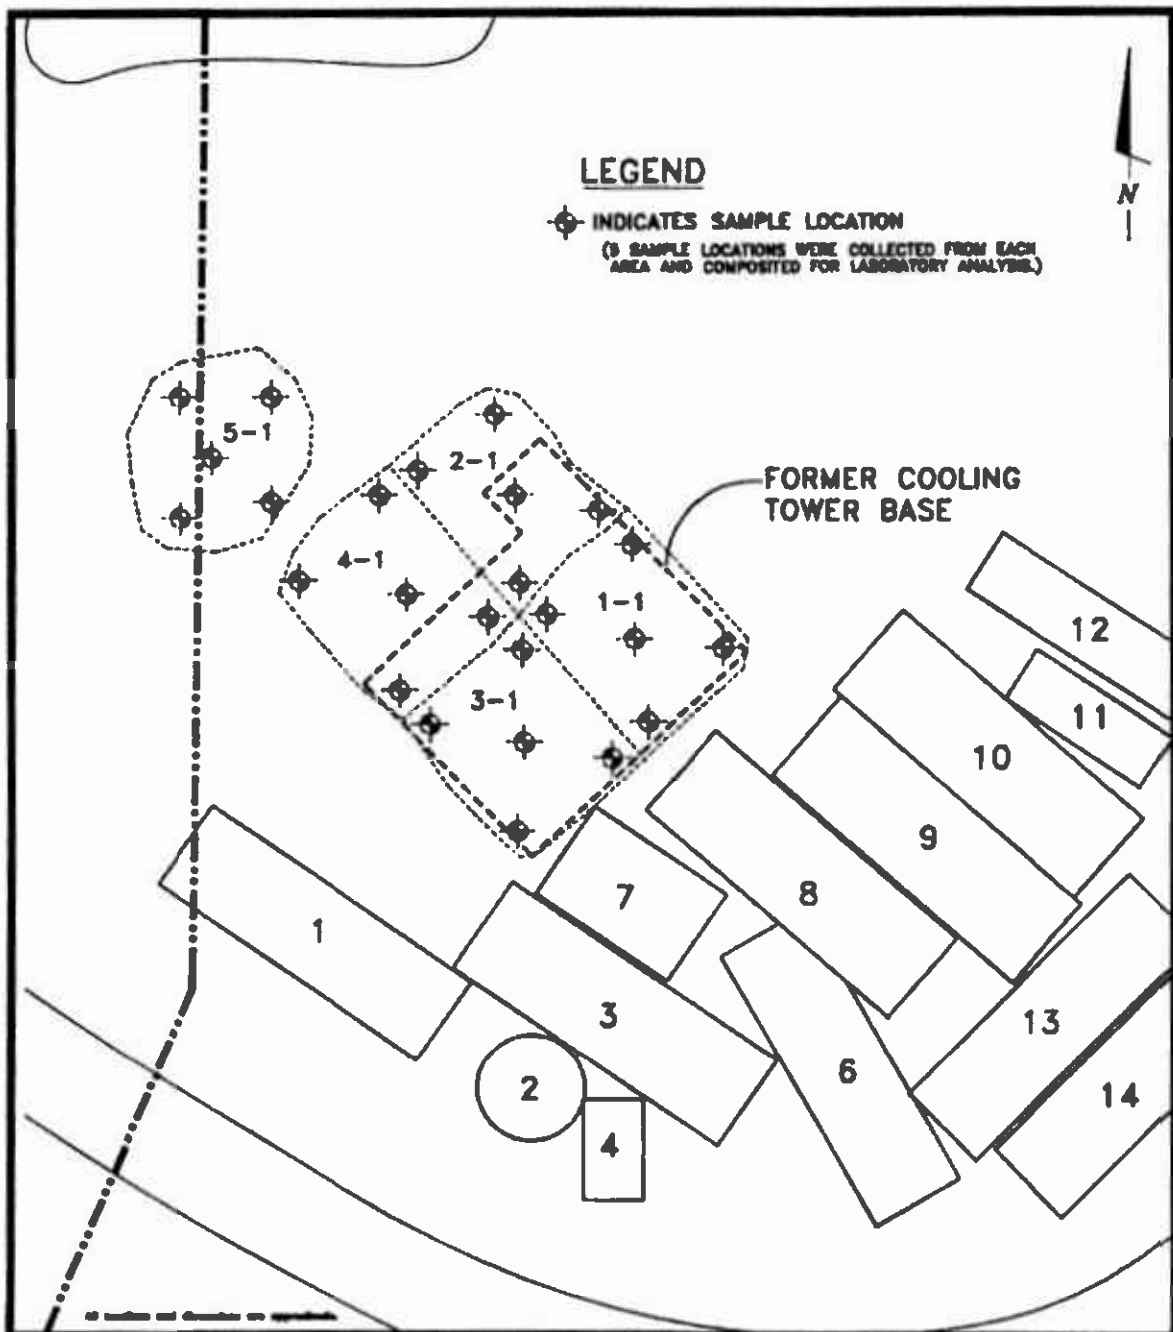 LEGEND
N
INDICATES SAMPLE LOCATION
(5 SAMPLE LOCATIONS WERE COLLECTED FROM EACH
AREA AND COMPOSITED FOR LABORATORY ANALYSIS.)
5-1
2-1
FORMER COOLING
TOWER BASE
4-1
1-1
3-1
12
11
10
9
8
7
1
3
13
6
2
14
4